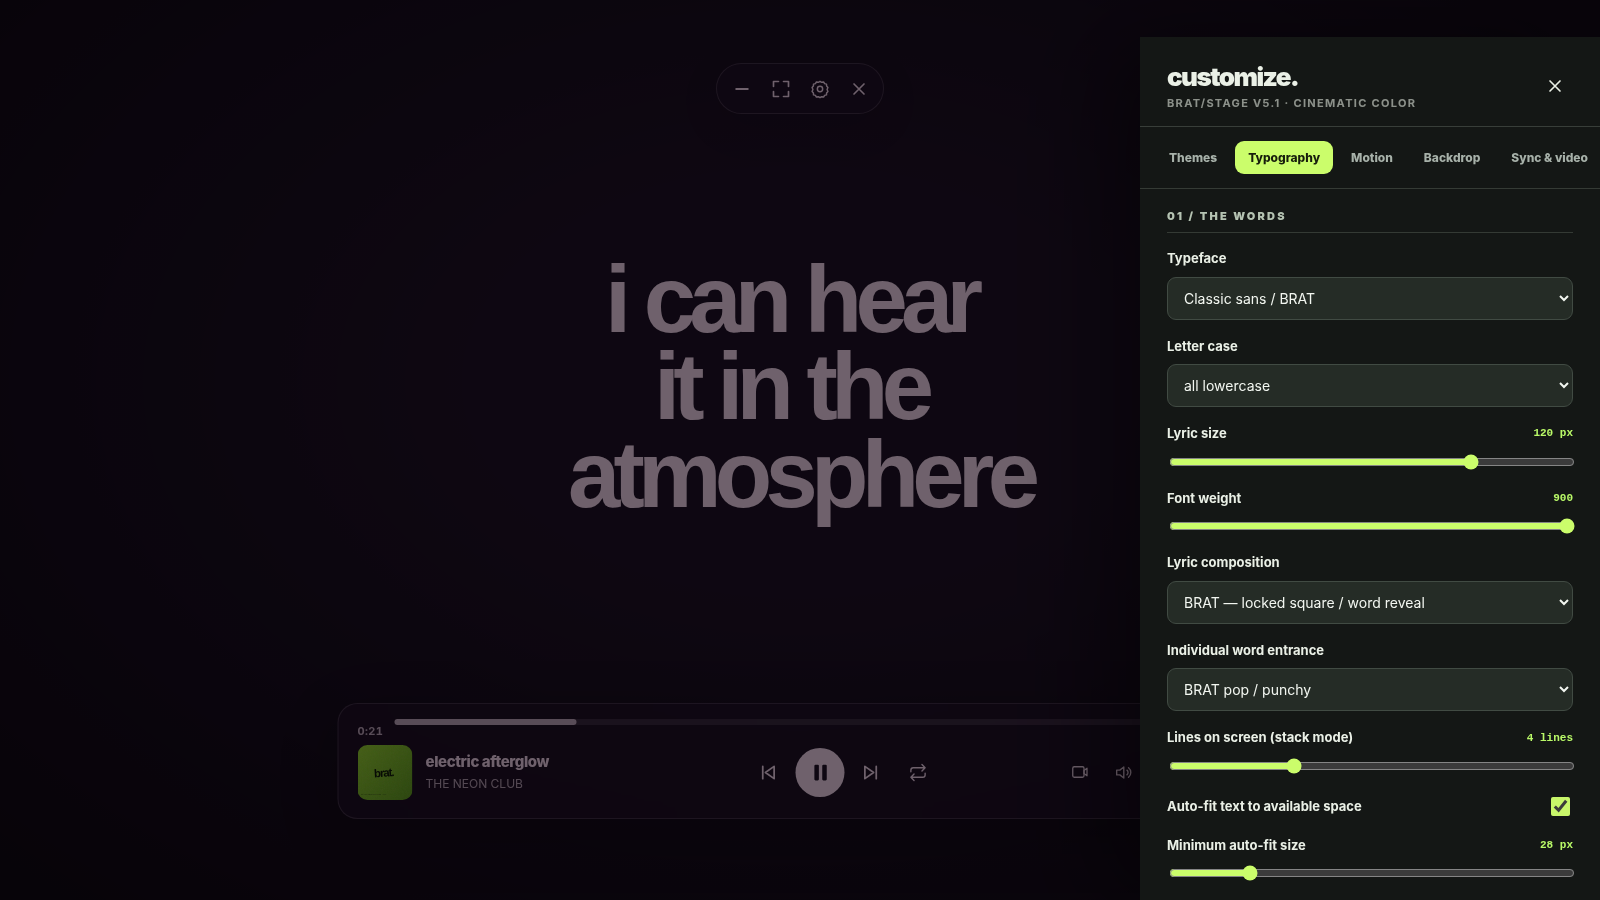 customize.
BRAT/STAGE V5.1 · CINEMATIC COLOR
Themes
Typography
Motion
Backdrop
Sync & video
01 / THE WORDS
Typeface
Classic sans / BRAT
Letter case
all lowercase
Lyric size
120 px
Font weight
900
Lyric composition
BRAT — locked square / word reveal
Individual word entrance
BRAT pop / punchy
Lines on screen (stack mode)
4 lines
Auto-fit text to available space
Minimum auto-fit size
28 px
i can hear
it in the
atmosphere
0:21
brat.
electric afterglow
THE NEON CLUB